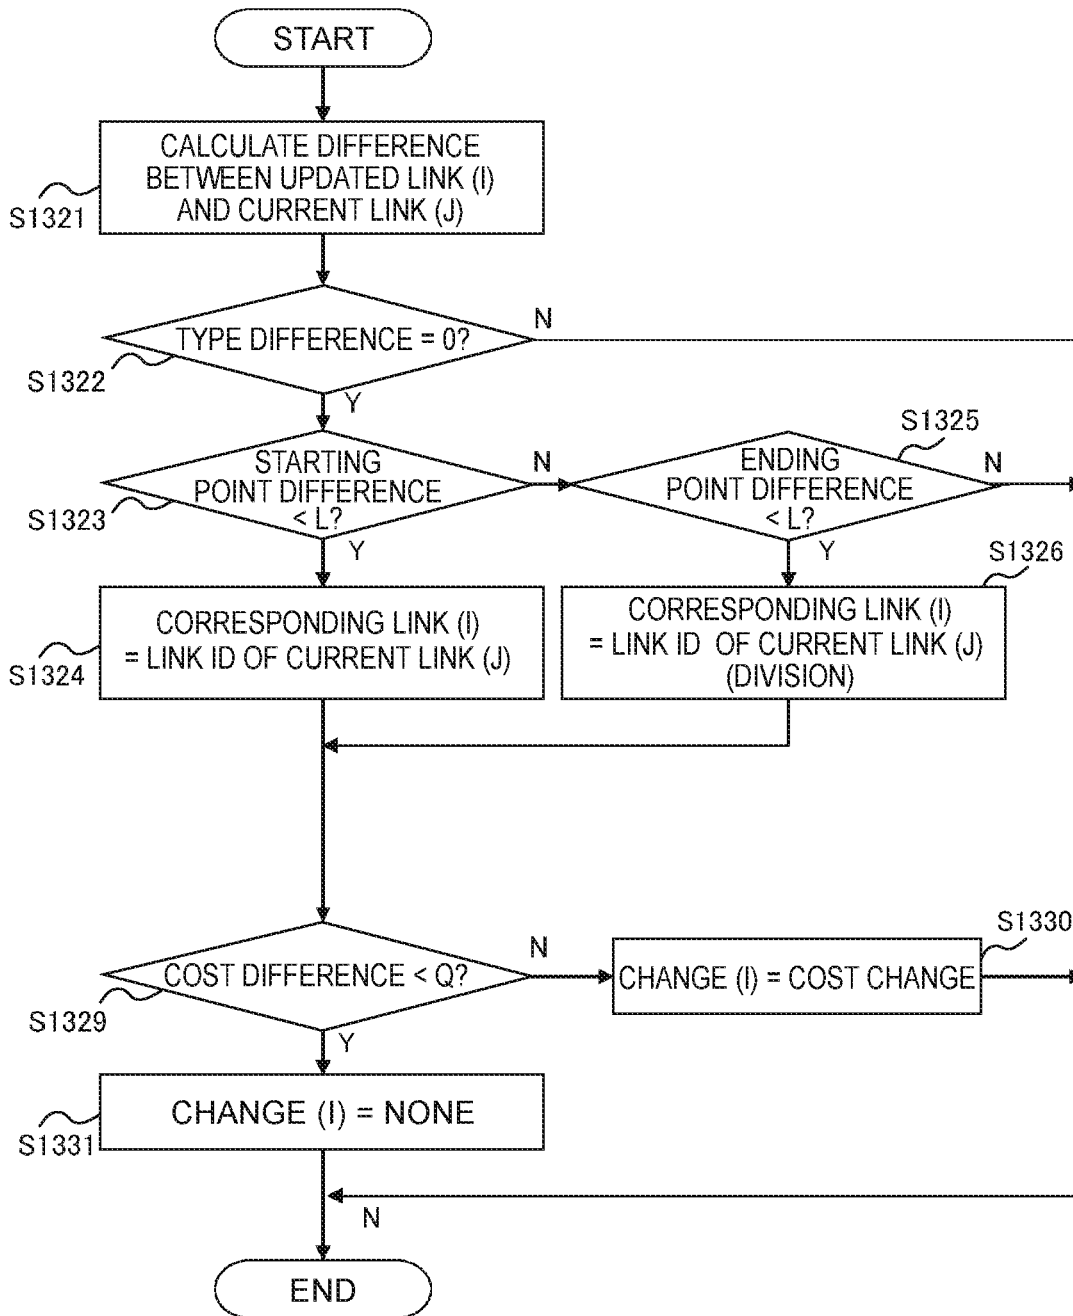 START
CALCULATE DIFFERENCE
BETWEEN UPDATED LINK (I)
AND CURRENT LINK (J)
S1321
TYPE DIFFERENCE = 0?
N
S1322
Y
STARTING
POINT DIFFERENCE
< L?
N
S1323
Y
S1325
ENDING
POINT DIFFERENCE
< L?
N
Y
CORRESPONDING LINK (I)
= LINK ID OF CURRENT LINK (J)
S1324
S1326
CORRESPONDING LINK (I)
= LINK ID OF CURRENT LINK (J)
(DIVISION)
COST DIFFERENCE < Q?
N
S1329
Y
S1330
CHANGE (I) = COST CHANGE
CHANGE (I) = NONE
S1331
N
END